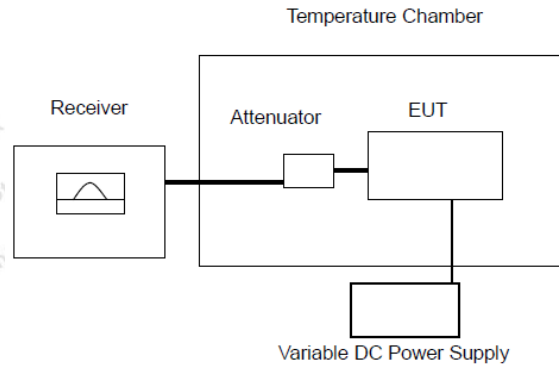 Temperature Chamber
Receiver
Attenuator
EUT
Variable DC Power Supply